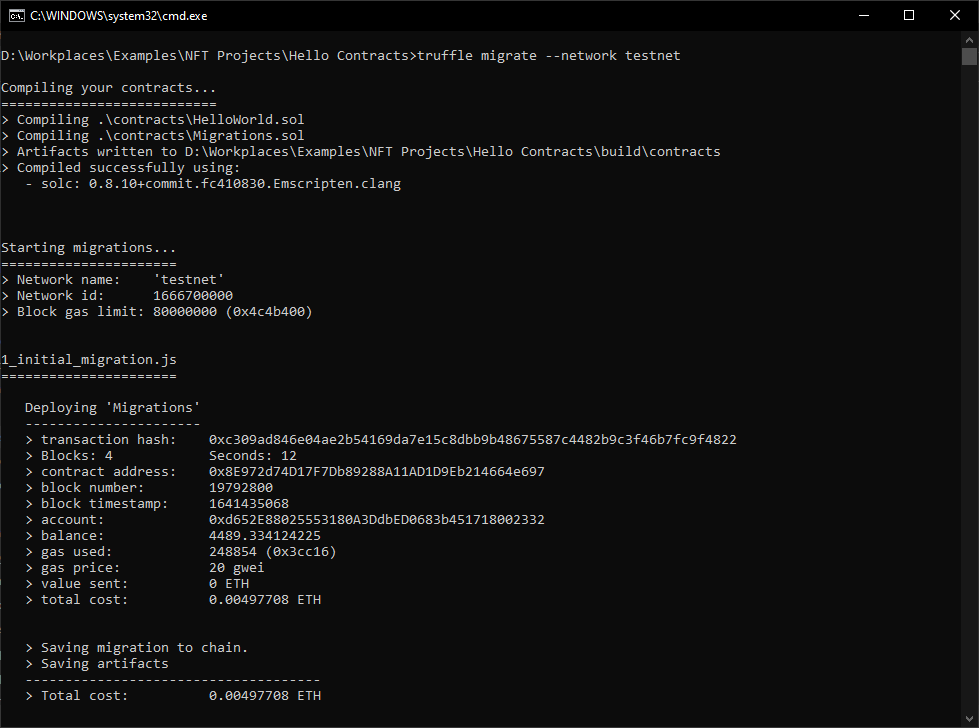 C:\WINDOWS\system32\cmd.exe
D:\Workplaces\Examples\NFT Projects\Hello Contracts>truffle migrate --network testnet
Compiling your contracts...
===========================
> Compiling .\contracts\HelloWorld.sol
> Compiling .\contracts\Migrations.sol
> Artifacts written to D:\Workplaces\Examples\NFT Projects\Hello Contracts\build\contracts
> Compiled successfully using:
   - solc: 0.8.10+commit.fc410830.Emscripten.clang
Starting migrations...
======================
> Network name:    'testnet'
> Network id:      1666700000
> Block gas limit: 80000000 (0x4c4b400)
1_initial_migration.js
======================
   Deploying 'Migrations'
   ----------------------
   > transaction hash:    0xc309ad846e04ae2b54169da7e15c8dbb9b48675587c4482b9c3f46b7fc9f4822
   > Blocks: 4            Seconds: 12
   > contract address:    0x8E972d74D17F7Db89288A11AD1D9Eb214664e697
   > block number:        19792800
   > block timestamp:     1641435068
   > account:             0xd652E88025553180A3DdbED0683b451718002332
   > balance:             4489.334124225
   > gas used:            248854 (0x3cc16)
   > gas price:           20 gwei
   > value sent:          0 ETH
   > total cost:          0.00497708 ETH
   > Saving migration to chain.
   > Saving artifacts
   -------------------------------------
   > Total cost:          0.00497708 ETH